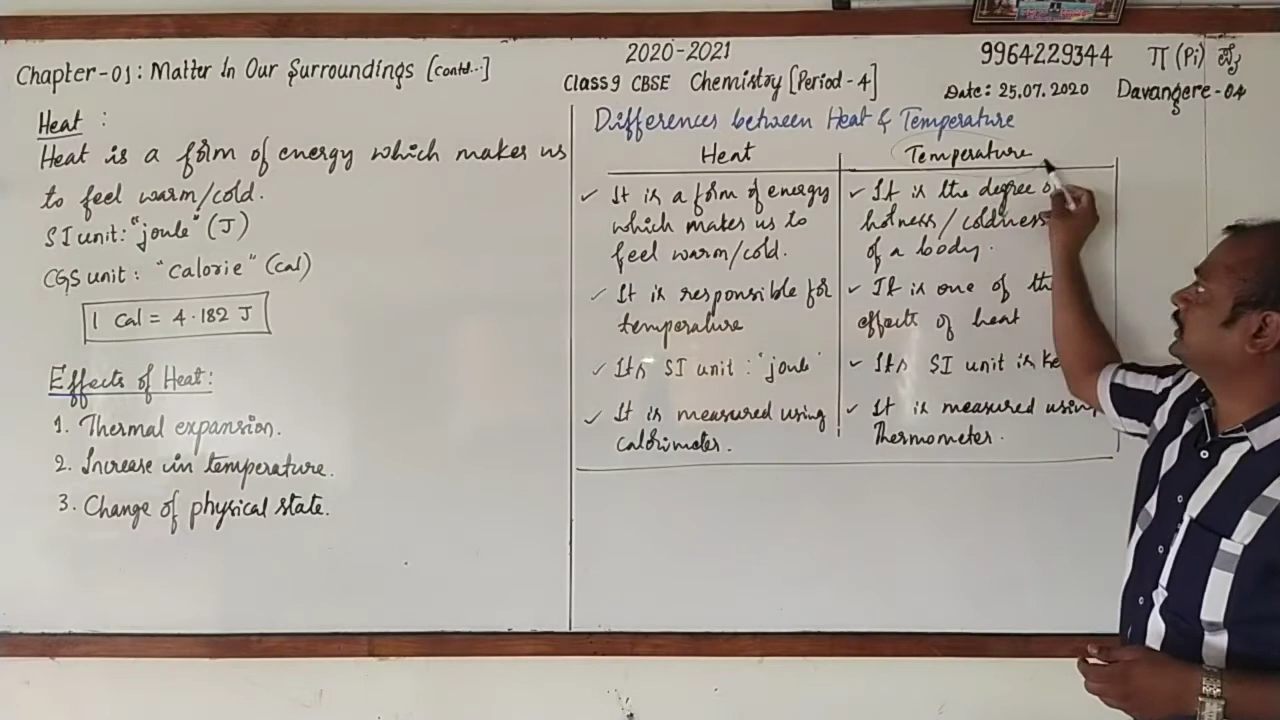 2020-2021
9964229344 π (Pi)
Chapter-01: Matter In Our Surroundings [Contd...]
Class 9 CBSE Chemistry [Period-4]
Date: 25.07.2020 Davangere-04
Heat :
Heat is a form of energy which makes us
to feel warm/cold.
SI unit: "joule" (J)
CGS unit: "Calorie" (Cal)
1 Cal = 4.182 J
Effects of Heat:
1. Thermal expansion.
2. Increase in temperature.
3. Change of physical state.
Differences between Heat & Temperature
Heat
✓ It is a form of energy
which makes us to
feel warm/cold.
✓ It is responsible for
temperature
✓ Its SI unit : "joule"
✓ It is measured using
Calorimeter.
Temperature
✓ It is the degree
hotness/coldness
of a body.
✓ It is one of
effects of heat
✓ Its SI unit is
✓ It is measured using
Thermometer.